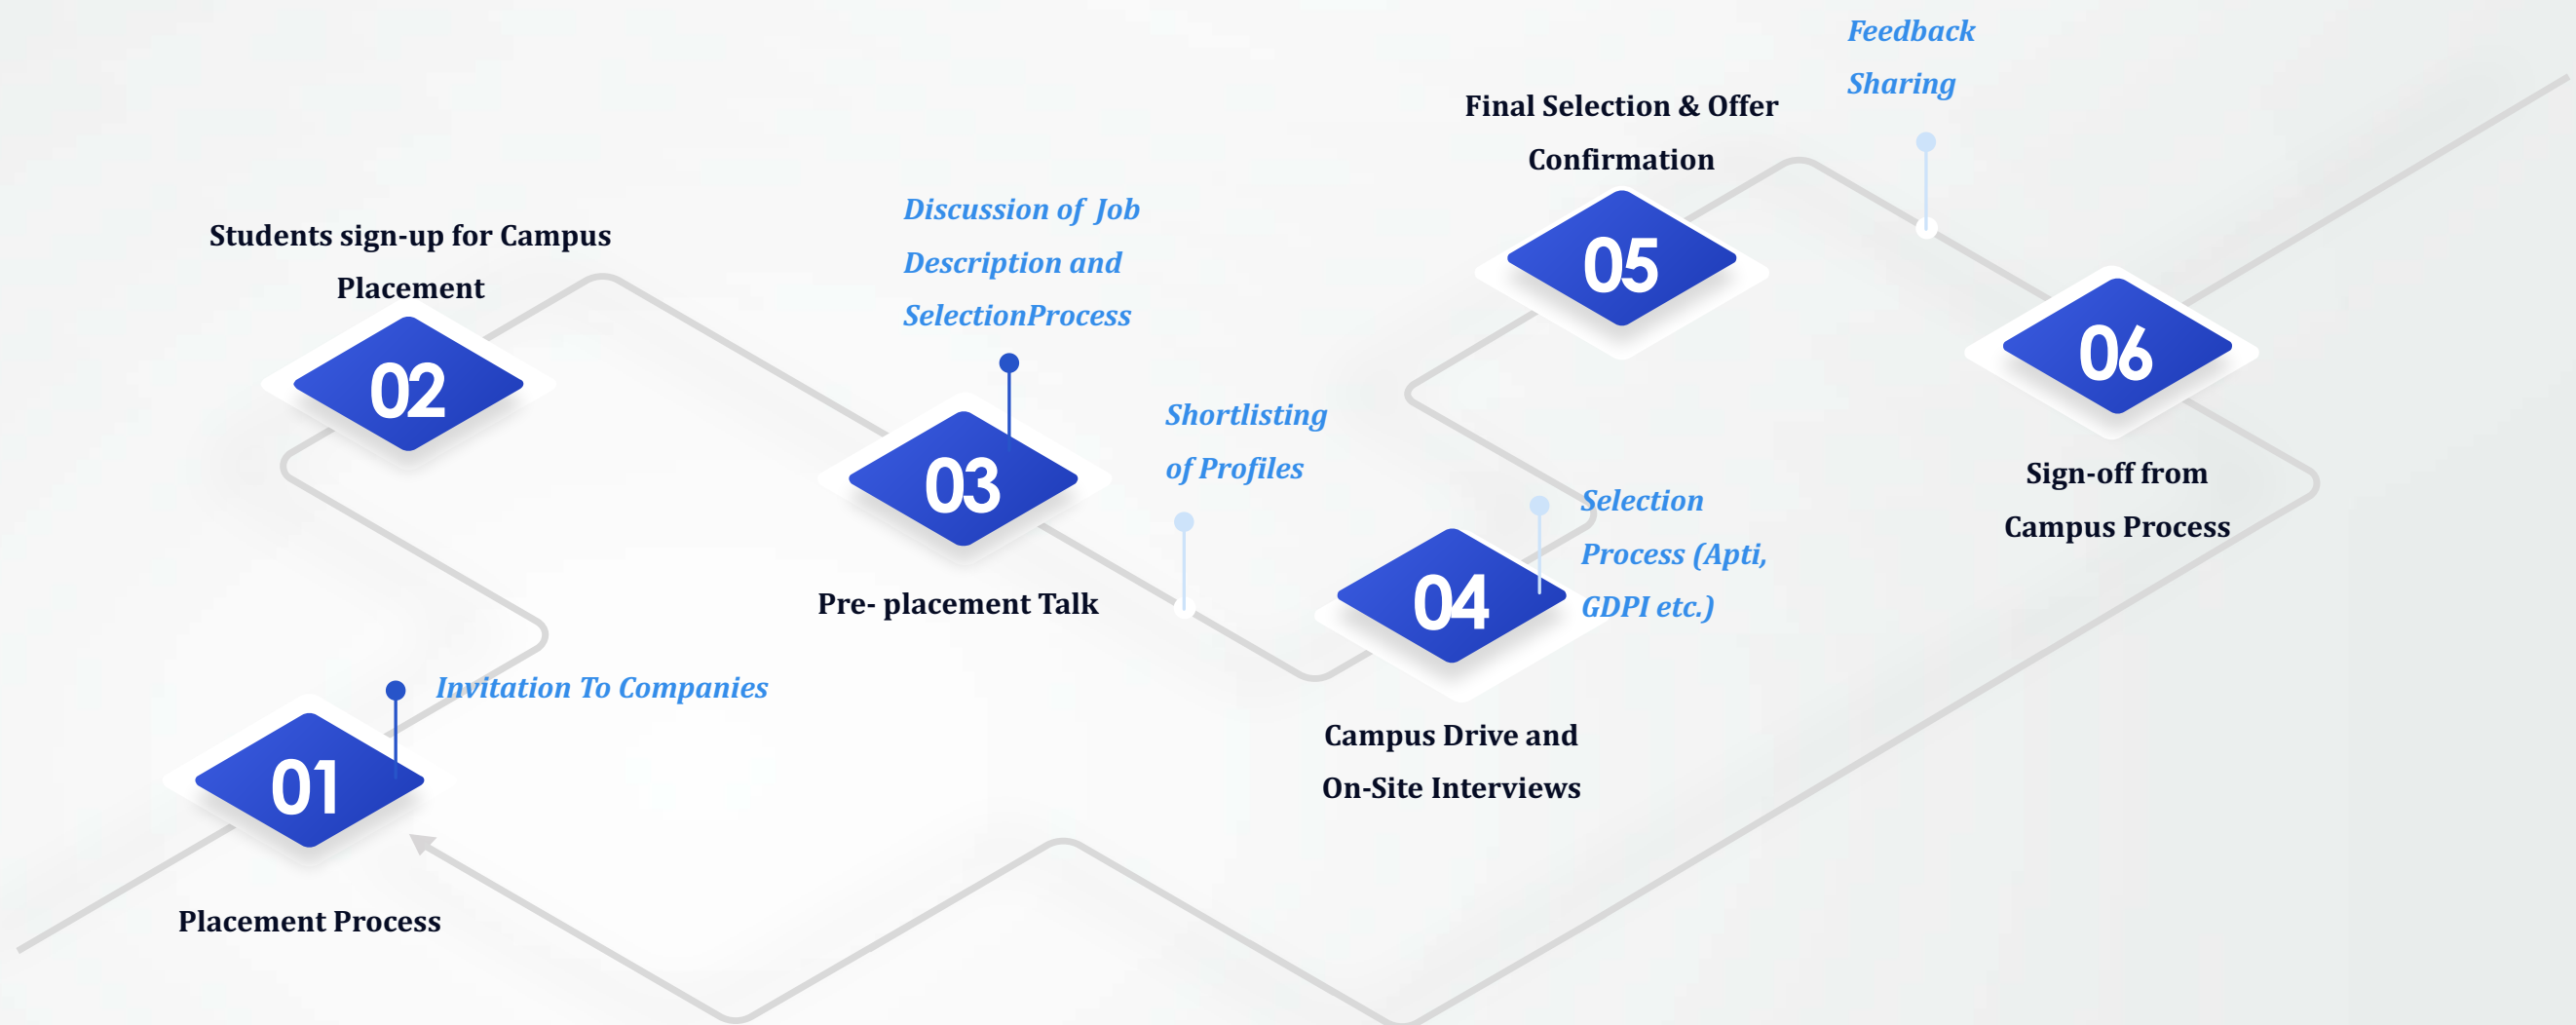 01
Placement Process
Invitation To Companies
Students sign-up for Campus
Placement
02
Discussion of Job
Description and
SelectionProcess
03
Pre- placement Talk
Shortlisting
of Profiles
04
Campus Drive and
On-Site Interviews
Selection
Process (Apti,
GDPI etc.)
Final Selection & Offer
Confirmation
05
Feedback
Sharing
06
Sign-off from
Campus Process